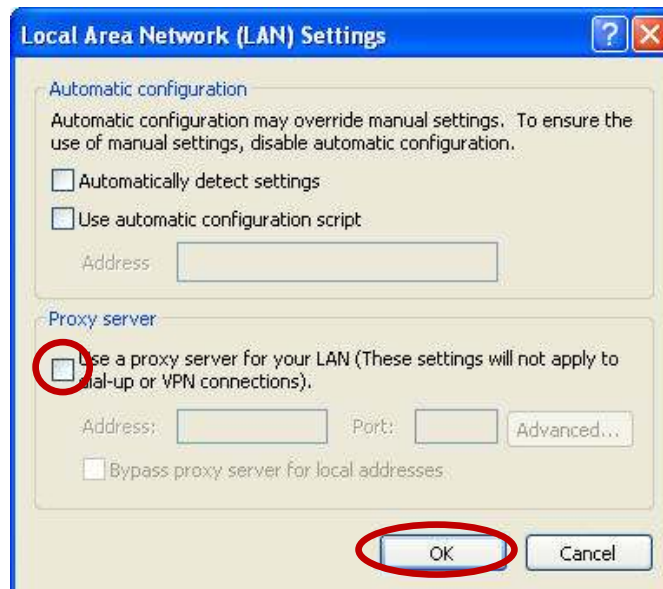 Local Area Network (LAN) Settings
Automatic configuration
Automatic configuration may override manual settings. To ensure the
use of manual settings, disable automatic configuration.
Automatically detect settings
Use automatic configuration script
Address
Proxy server
Use a proxy server for your LAN (These settings will not apply to
dial-up or VPN connections).
Address: Port: Advanced...
Bypass proxy server for local addresses
OK Cancel